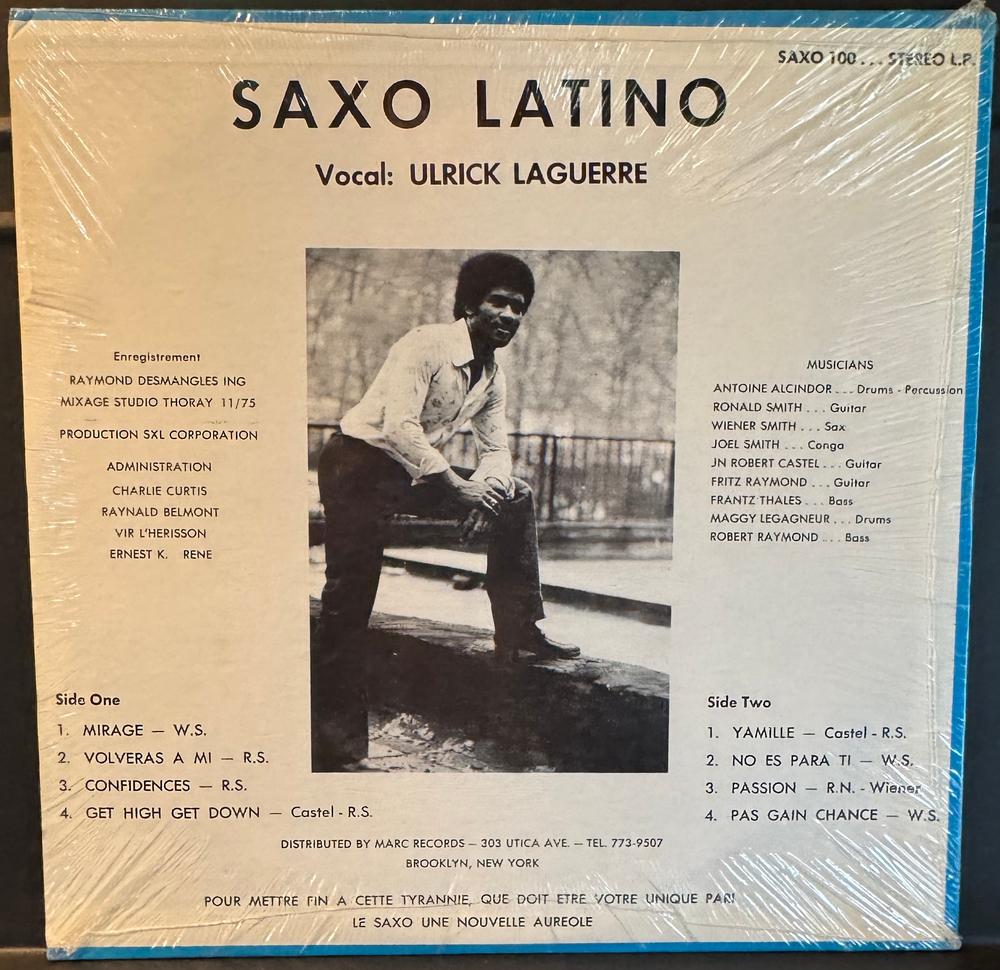 SAXO 100 . . . STEREO L.P.
SAXO LATINO
Vocal: ULRICK LAGUERRE
Enregistrement
RAYMOND DESMANGLES ING
MIXAGE STUDIO THORAY 11/75
PRODUCTION SXL CORPORATION
ADMINISTRATION
CHARLIE CURTIS
RAYNALD BELMONT
VIR L'HERISSON
ERNEST K. RENE
MUSICIANS
ANTOINE ALCINDOR . . . Drums - Percussion
RONALD SMITH . . . Guitar
WIENER SMITH . . . Sax
JOEL SMITH . . . Conga
JN ROBERT CASTEL . . . Guitar
FRITZ RAYMOND . . . Guitar
FRANTZ THALES . . . Bass
MAGGY LEGAGNEUR . . . Drums
ROBERT RAYMOND . . . Bass
Side One
1. MIRAGE — W.S.
2. VOLVERAS A MI — R.S.
3. CONFIDENCES — R.S.
4. GET HIGH GET DOWN — Castel - R.S.
Side Two
1. YAMILLE — Castel - R.S.
2. NO ES PARA TI — W.S.
3. PASSION — R.N. - Wiener
4. PAS GAIN CHANCE — W.S.
DISTRIBUTED BY MARC RECORDS — 303 UTICA AVE. — TEL. 773-9507
BROOKLYN, NEW YORK
POUR METTRE FIN A CETTE TYRANNIE, QUE DOIT ETRE VOTRE UNIQUE PARI
LE SAXO UNE NOUVELLE AUREOLE